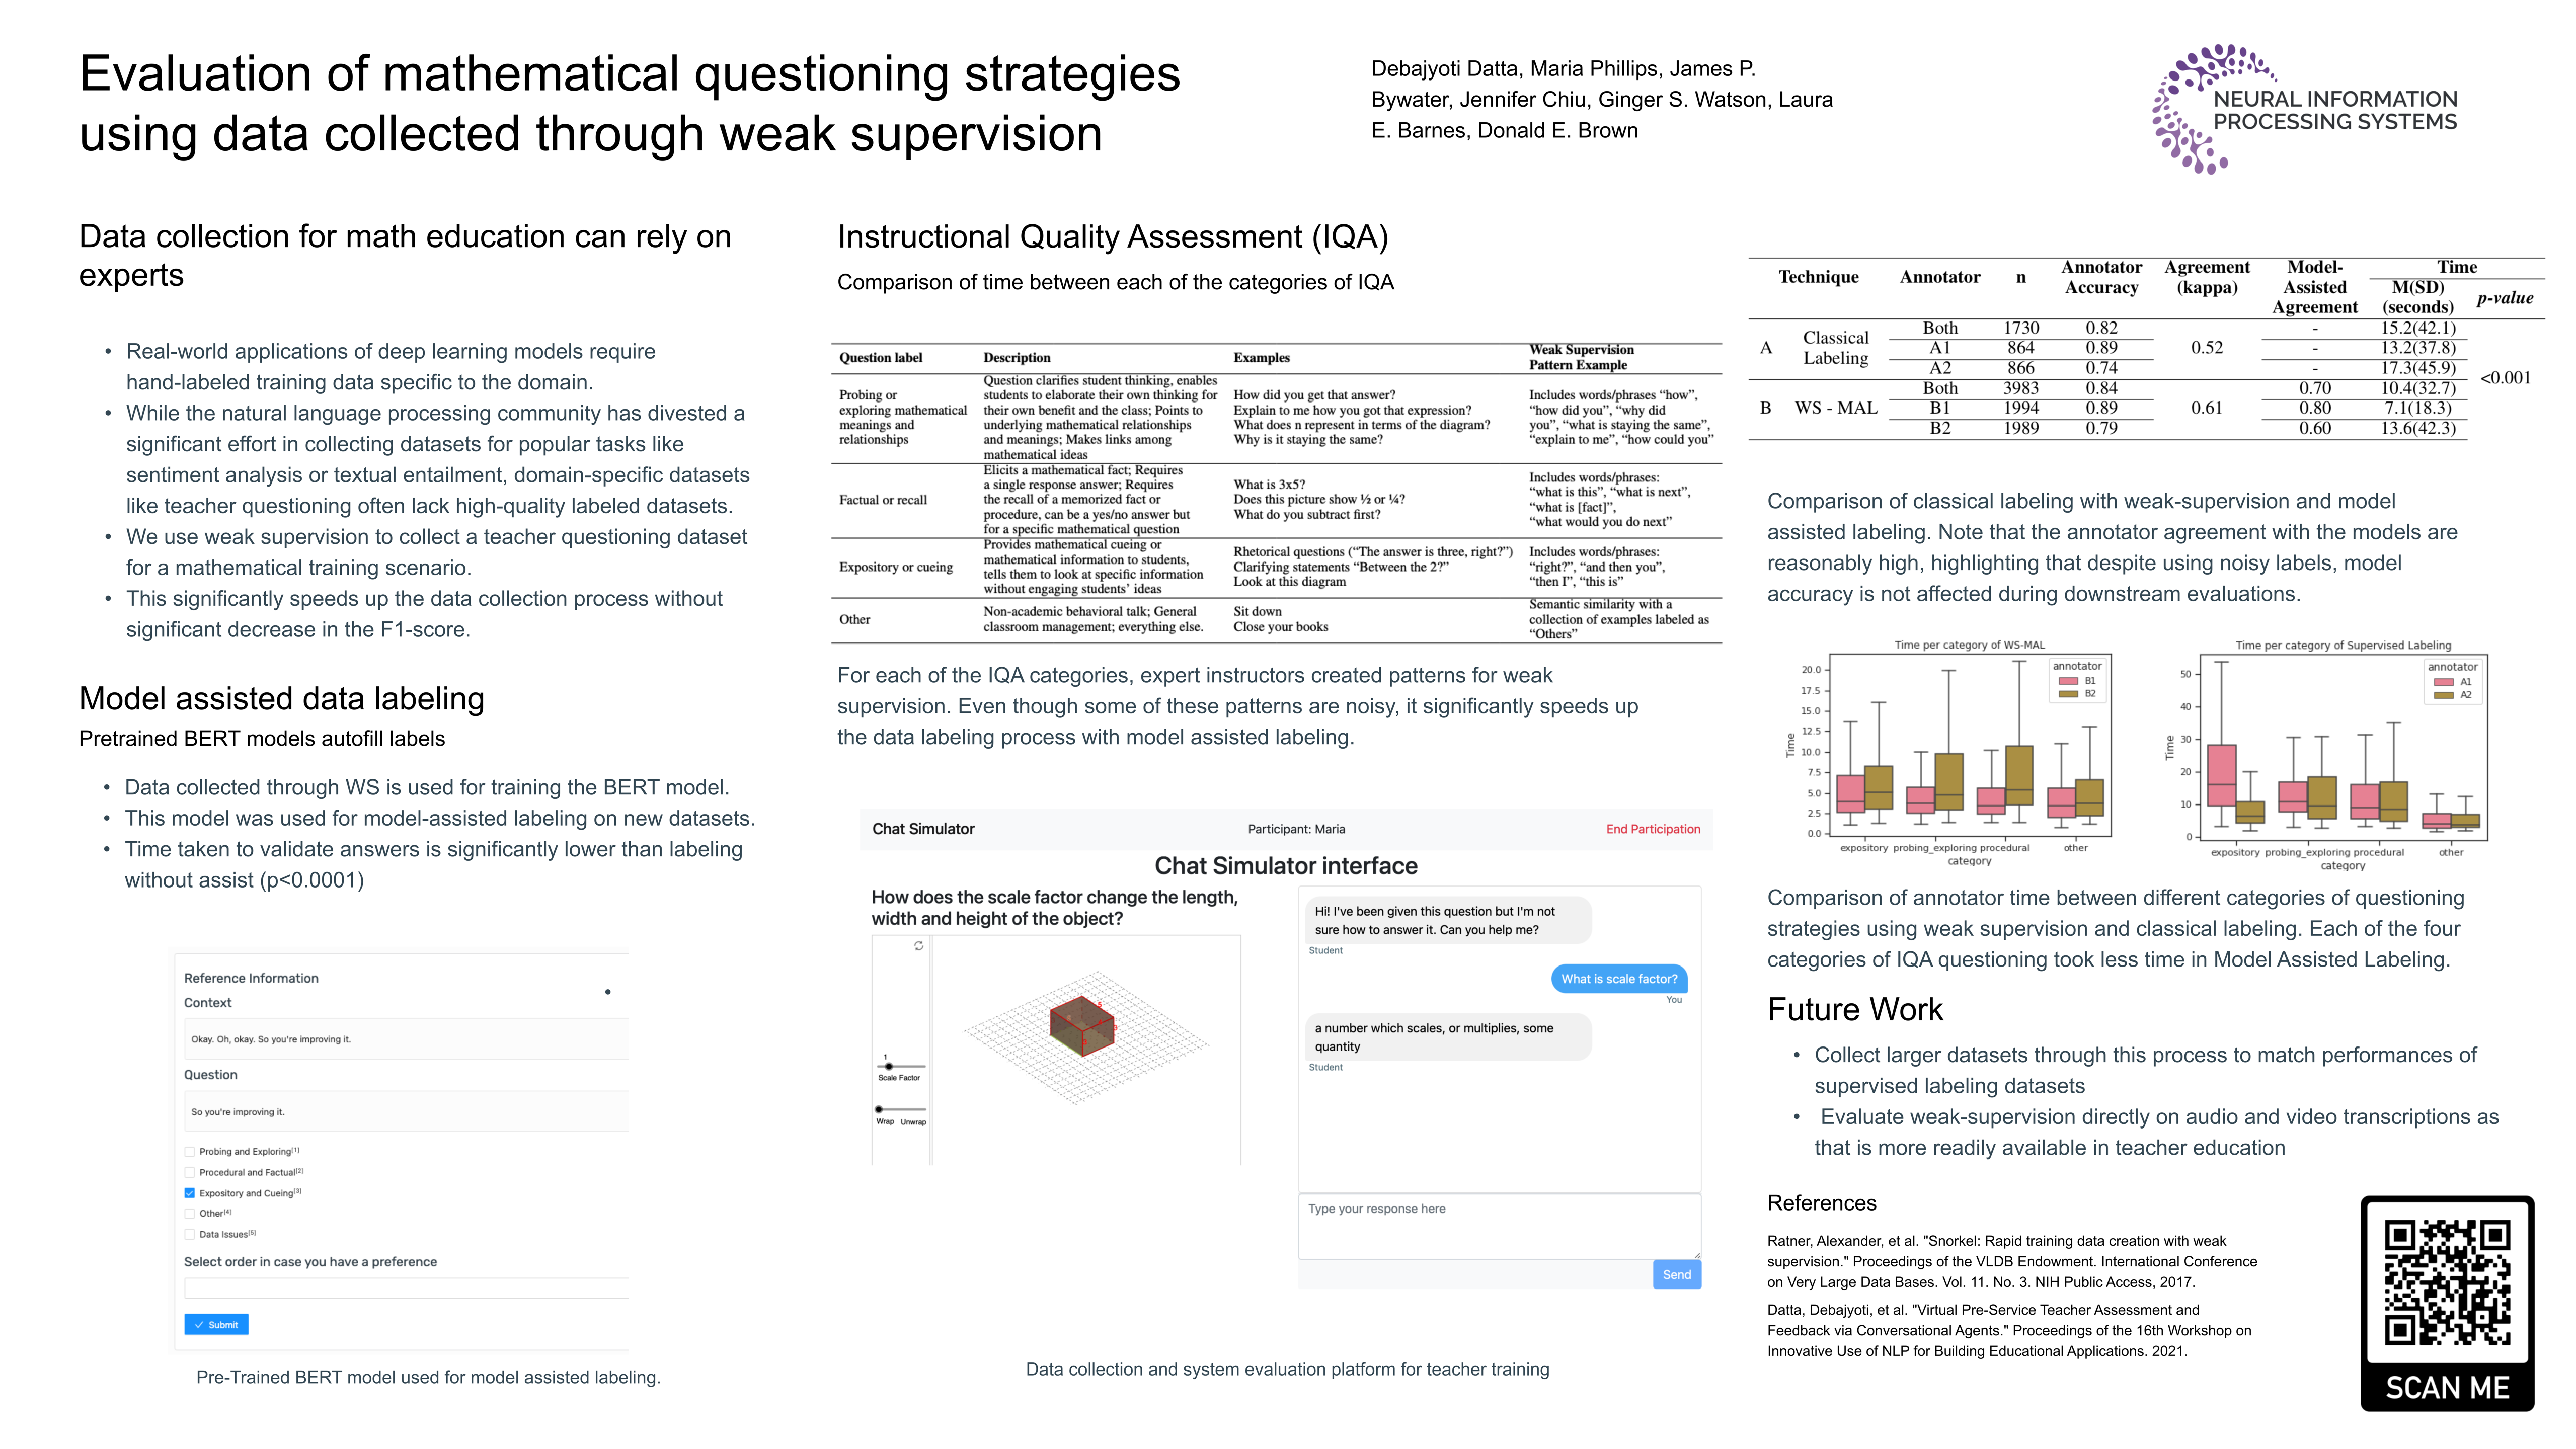 Evaluation of mathematical questioning strategies
using data collected through weak supervision
Debajyoti Datta, Maria Phillips, James P.
Bywater, Jennifer Chiu, Ginger S. Watson, Laura
E. Barnes, Donald E. Brown
NEURAL INFORMATION
PROCESSING SYSTEMS
Data collection for math education can rely on
experts
• Real-world applications of deep learning models require
hand-labeled training data specific to the domain.
• While the natural language processing community has divested a
significant effort in collecting datasets for popular tasks like
sentiment analysis or textual entailment, domain-specific datasets
like teacher questioning often lack high-quality labeled datasets.
• We use weak supervision to collect a teacher questioning dataset
for a mathematical training scenario.
• This significantly speeds up the data collection process without
significant decrease in the F1-score.
Model assisted data labeling
Pretrained BERT models autofill labels
• Data collected through WS is used for training the BERT model.
• This model was used for model-assisted labeling on new datasets.
• Time taken to validate answers is significantly lower than labeling
without assist (p<0.0001)
Reference Information
Context
Okay. Oh, okay. So you're improving it.
Question
So you're improving it.
Probing and Exploring[1]
Procedural and Factual[2]
Expository and Cueing[3]
Other[4]
Data Issues[5]
Select order in case you have a preference
✓ Submit
Pre-Trained BERT model used for model assisted labeling.
Instructional Quality Assessment (IQA)
Comparison of time between each of the categories of IQA
Question label Description Examples Weak Supervision Pattern Example
Probing or
exploring mathematical
meanings and
relationships
Question clarifies student thinking, enables
students to elaborate their own thinking for
their own benefit and the class; Points to
underlying mathematical relationships
and meanings; Makes links among
mathematical ideas
How did you get that answer?
Explain to me how you got that expression?
What does n represent in terms of the diagram?
Why is it staying the same?
Includes words/phrases “how”,
“how did you”, “why did
you”, “what is staying the same”,
“explain to me”, “how could you”
Factual or recall
Elicits a mathematical fact; Requires
a single response answer; Requires
the recall of a memorized fact or
procedure, can be a yes/no answer but
for a specific mathematical question
What is 3x5?
Does this picture show ½ or ¼?
What do you subtract first?
Includes words/phrases:
“what is this”, “what is next”,
“what is [fact]”,
“what would you do next”
Expository or cueing
Provides mathematical cueing or
mathematical information to students,
tells them to look at specific information
without engaging students’ ideas
Rhetorical questions (“The answer is three, right?”)
Clarifying statements “Between the 2?”
Look at this diagram
Includes words/phrases:
“right?”, “and then you”,
“then I”, “this is”
Other
Non-academic behavioral talk; General
classroom management; everything else.
Sit down
Close your books
Semantic similarity with a
collection of examples labeled as
“Others”
For each of the IQA categories, expert instructors created patterns for weak
supervision. Even though some of these patterns are noisy, it significantly speeds up
the data labeling process with model assisted labeling.
Chat Simulator Participant: Maria End Participation
Chat Simulator interface
How does the scale factor change the length,
width and height of the object?
1
Scale Factor
Wrap Unwrap
Hi! I've been given this question but I'm not
sure how to answer it. Can you help me?
Student
What is scale factor?
You
a number which scales, or multiplies, some
quantity
Student
Type your response here
Send
Data collection and system evaluation platform for teacher training
Technique Annotator n Annotator Accuracy Agreement (kappa) Model-Assisted Agreement Time
M(SD) (seconds) p-value
A Classical Labeling 0.52 <0.001
Both 1730 0.82 - 15.2(42.1)
A1 864 0.89 - 13.2(37.8)
A2 866 0.74 - 17.3(45.9)
B WS - MAL 0.61
Both 3983 0.84 0.70 10.4(32.7)
B1 1994 0.89 0.80 7.1(18.3)
B2 1989 0.79 0.60 13.6(42.3)
Comparison of classical labeling with weak-supervision and model
assisted labeling. Note that the annotator agreement with the models are
reasonably high, highlighting that despite using noisy labels, model
accuracy is not affected during downstream evaluations.
Time per category of WS-MAL
annotator
B1
B2
20.0
17.5
15.0
12.5
10.0
7.5
5.0
2.5
0.0
Time
expository probing_exploring procedural other
category
Time per category of Supervised Labeling
annotator
A1
A2
50
40
30
20
10
0
Time
expository probing_exploring procedural other
category
Comparison of annotator time between different categories of questioning
strategies using weak supervision and classical labeling. Each of the four
categories of IQA questioning took less time in Model Assisted Labeling.
Future Work
• Collect larger datasets through this process to match performances of
supervised labeling datasets
• Evaluate weak-supervision directly on audio and video transcriptions as
that is more readily available in teacher education
References
Ratner, Alexander, et al. "Snorkel: Rapid training data creation with weak
supervision." Proceedings of the VLDB Endowment. International Conference
on Very Large Data Bases. Vol. 11. No. 3. NIH Public Access, 2017.
Datta, Debajyoti, et al. "Virtual Pre-Service Teacher Assessment and
Feedback via Conversational Agents." Proceedings of the 16th Workshop on
Innovative Use of NLP for Building Educational Applications. 2021.
SCAN ME